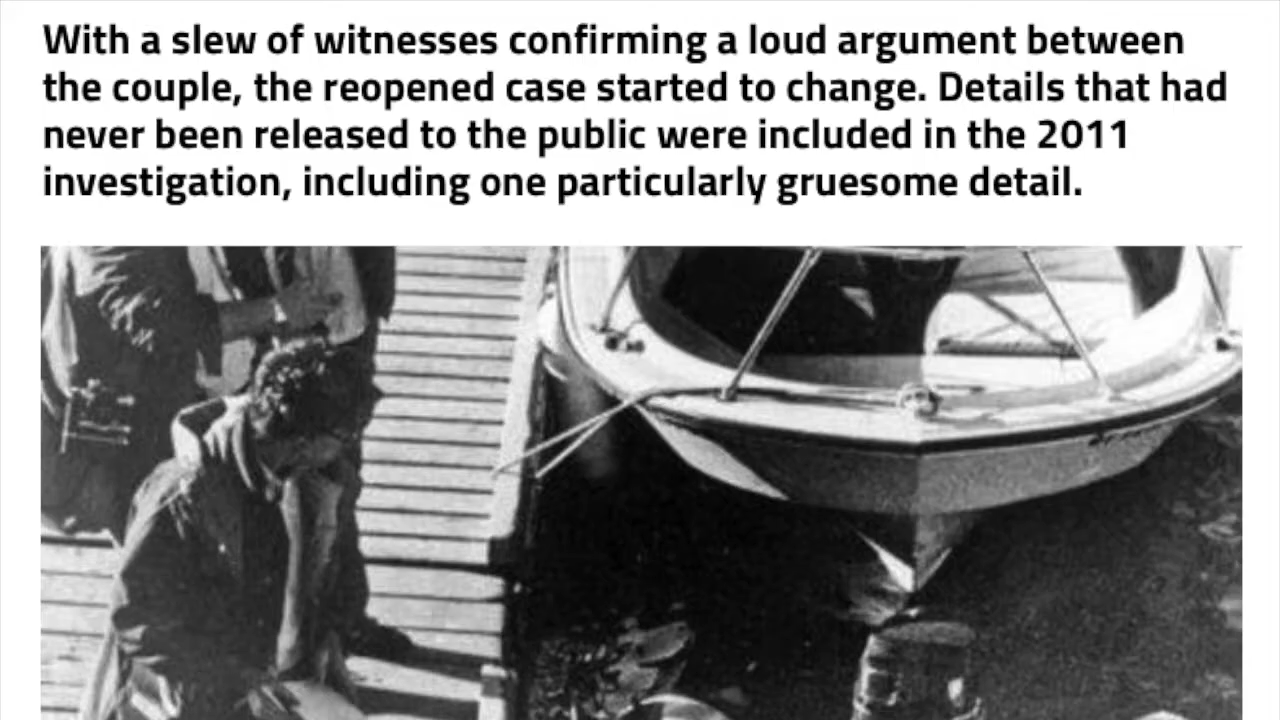 With a slew of witnesses confirming a loud argument between
the couple, the reopened case started to change. Details that had
never been released to the public were included in the 2011
investigation, including one particularly gruesome detail.